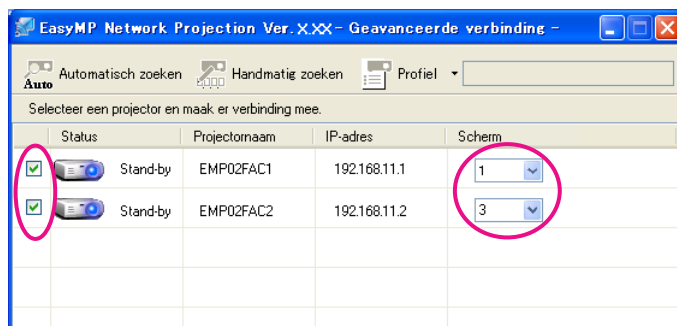 EasyMP Network Projection Ver. X.XX - Geavanceerde verbinding -
Auto Automatisch zoeken Handmatig zoeken Profiel
Selecteer een projector en maak er verbinding mee.
Status Projectornaam IP-adres Scherm
Stand-by EMP02FAC1 192.168.11.1 1
Stand-by EMP02FAC2 192.168.11.2 3